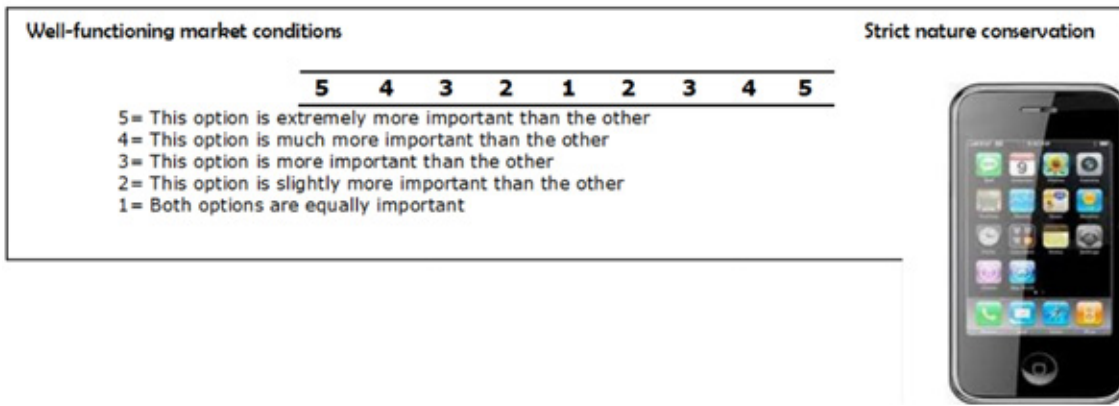 Well-functioning market conditions Strict nature conservation
5 4 3 2 1 2 3 4 5
5= This option is extremely more important than the other
4= This option is much more important than the other
3= This option is more important than the other
2= This option is slightly more important than the other
1= Both options are equally important
9